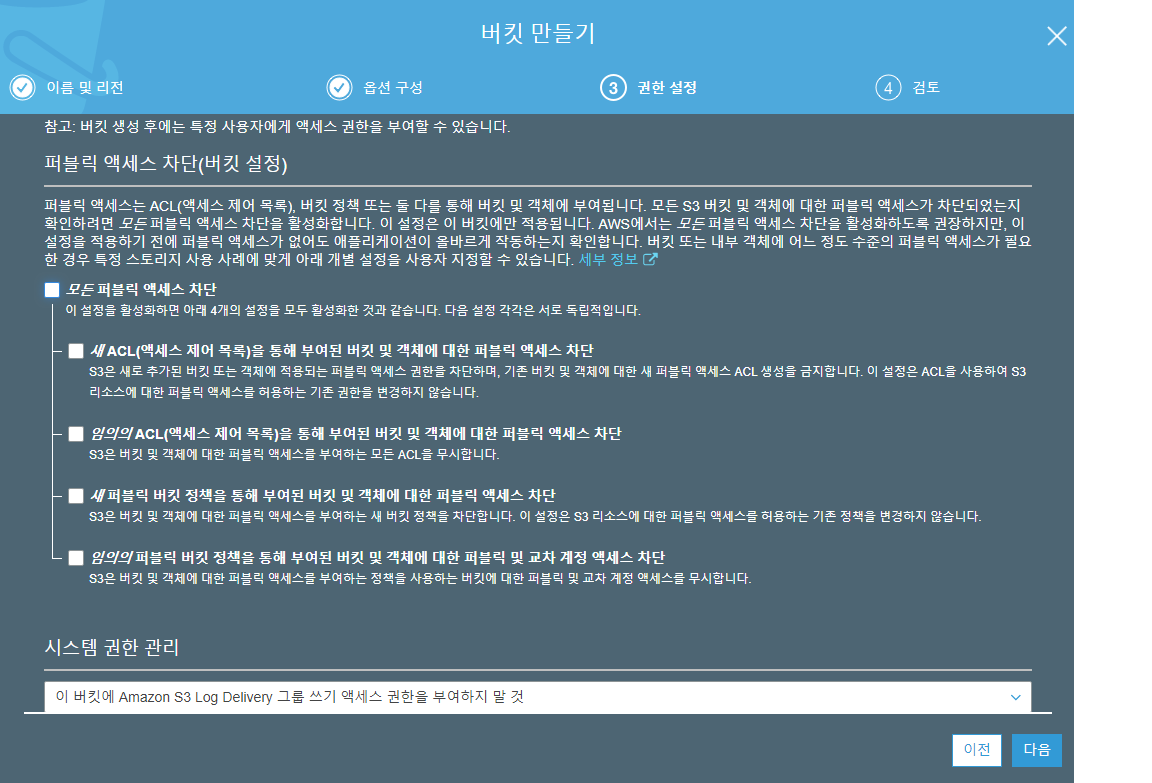 버킷 만들기
이름 및 리전
옵션 구성
3 권한 설정
4 검토
참고: 버킷 생성 후에는 특정 사용자에게 액세스 권한을 부여할 수 있습니다.
퍼블릭 액세스 차단(버킷 설정)
퍼블릭 액세스는 ACL(액세스 제어 목록), 버킷 정책 또는 둘 다를 통해 버킷 및 객체에 부여됩니다. 모든 S3 버킷 및 객체에 대한 퍼블릭 액세스가 차단되었는지
확인하려면 모든 퍼블릭 액세스 차단을 활성화합니다. 이 설정은 이 버킷에만 적용됩니다. AWS에서는 모든 퍼블릭 액세스 차단을 활성화하도록 권장하지만, 이
설정을 적용하기 전에 퍼블릭 액세스가 없어도 애플리케이션이 올바르게 작동하는지 확인합니다. 버킷 또는 내부 객체에 어느 정도 수준의 퍼블릭 액세스가 필요
한 경우 특정 스토리지 사용 사례에 맞게 아래 개별 설정을 사용자 지정할 수 있습니다. 세부 정보
모든 퍼블릭 액세스 차단
이 설정을 활성화하면 아래 4개의 설정을 모두 활성화한 것과 같습니다. 다음 설정 각각은 서로 독립적입니다.
새 ACL(액세스 제어 목록)을 통해 부여된 버킷 및 객체에 대한 퍼블릭 액세스 차단
S3은 새로 추가된 버킷 또는 객체에 적용되는 퍼블릭 액세스 권한을 차단하며, 기존 버킷 및 객체에 대한 새 퍼블릭 액세스 ACL 생성을 금지합니다. 이 설정은 ACL을 사용하여 S3
리소스에 대한 퍼블릭 액세스를 허용하는 기존 권한을 변경하지 않습니다.
임의의 ACL(액세스 제어 목록)을 통해 부여된 버킷 및 객체에 대한 퍼블릭 액세스 차단
S3은 버킷 및 객체에 대한 퍼블릭 액세스를 부여하는 모든 ACL을 무시합니다.
새 퍼블릭 버킷 정책을 통해 부여된 버킷 및 객체에 대한 퍼블릭 액세스 차단
S3은 버킷 및 객체에 대한 퍼블릭 액세스를 부여하는 새 버킷 정책을 차단합니다. 이 설정은 S3 리소스에 대한 퍼블릭 액세스를 허용하는 기존 정책을 변경하지 않습니다.
임의의 퍼블릭 버킷 정책을 통해 부여된 버킷 및 객체에 대한 퍼블릭 및 교차 계정 액세스 차단
S3은 버킷 및 객체에 대한 퍼블릭 액세스를 부여하는 정책을 사용하는 버킷에 대한 퍼블릭 및 교차 계정 액세스를 무시합니다.
시스템 권한 관리
이 버킷에 Amazon S3 Log Delivery 그룹 쓰기 액세스 권한을 부여하지 말 것
이전
다음